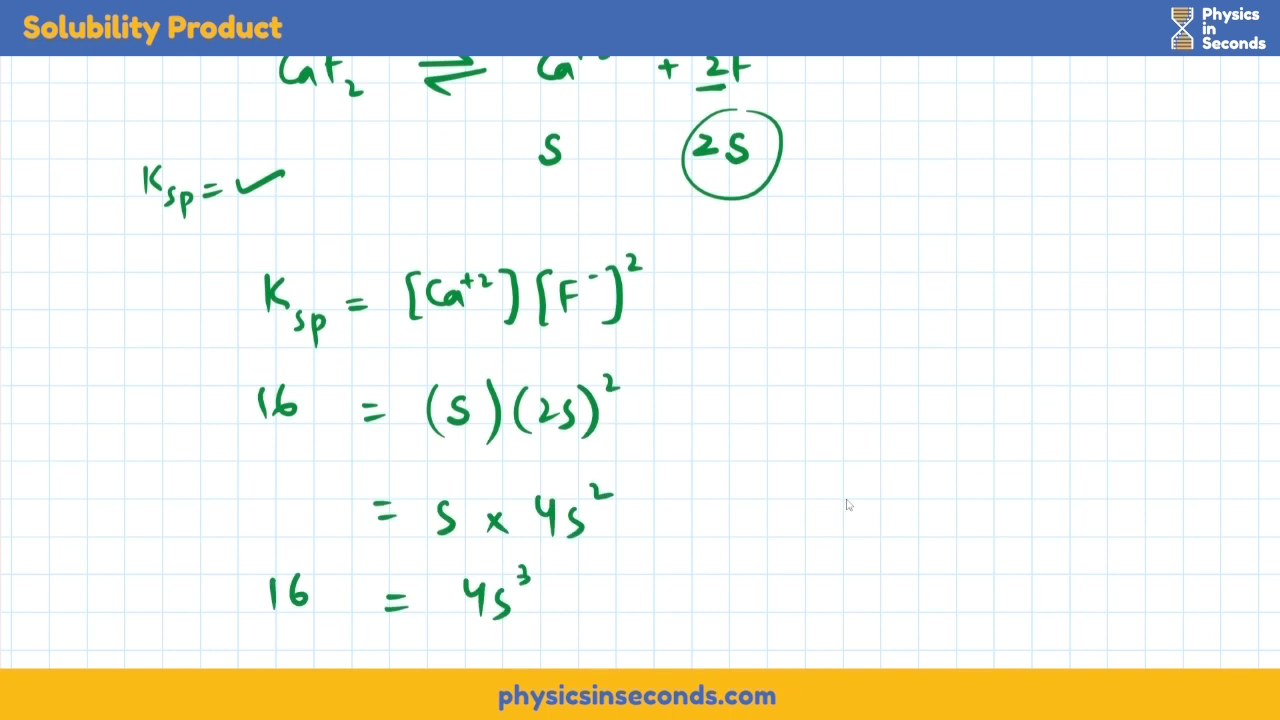 Solubility Product
Physics
in
Seconds
CaF₂ ⇌ Ca + 2F
S 2S
Ksp = ✓
Ksp = [Ca⁺²] [F⁻]²
16 = (S) (2S)²
= S × 4S²
16 = 4S³
physicsinseconds.com